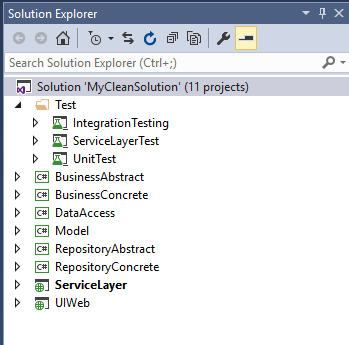 Solution Explorer
Search Solution Explorer (Ctrl+;)
Solution 'MyCleanSolution' (11 projects)
Test
IntegrationTesting
ServiceLayerTest
UnitTest
C# BusinessAbstract
C# BusinessConcrete
C# DataAccess
C# Model
C# RepositoryAbstract
C# RepositoryConcrete
ServiceLayer
UIWeb